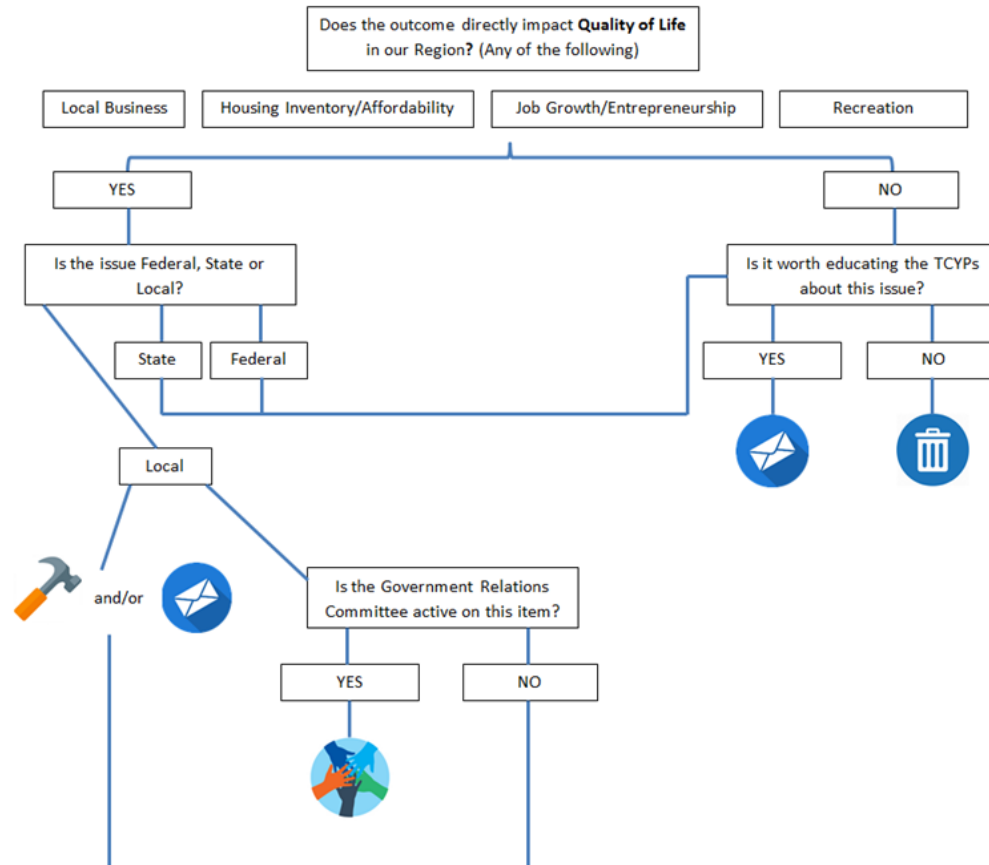 Does the outcome directly impact Quality of Life
in our Region? (Any of the following)
Local Business
Housing Inventory/Affordability
Job Growth/Entrepreneurship
Recreation
YES
NO
Is the issue Federal, State or
Local?
Is it worth educating the TCYPs
about this issue?
State
Federal
YES
NO
Local
and/or
Is the Government Relations
Committee active on this item?
YES
NO